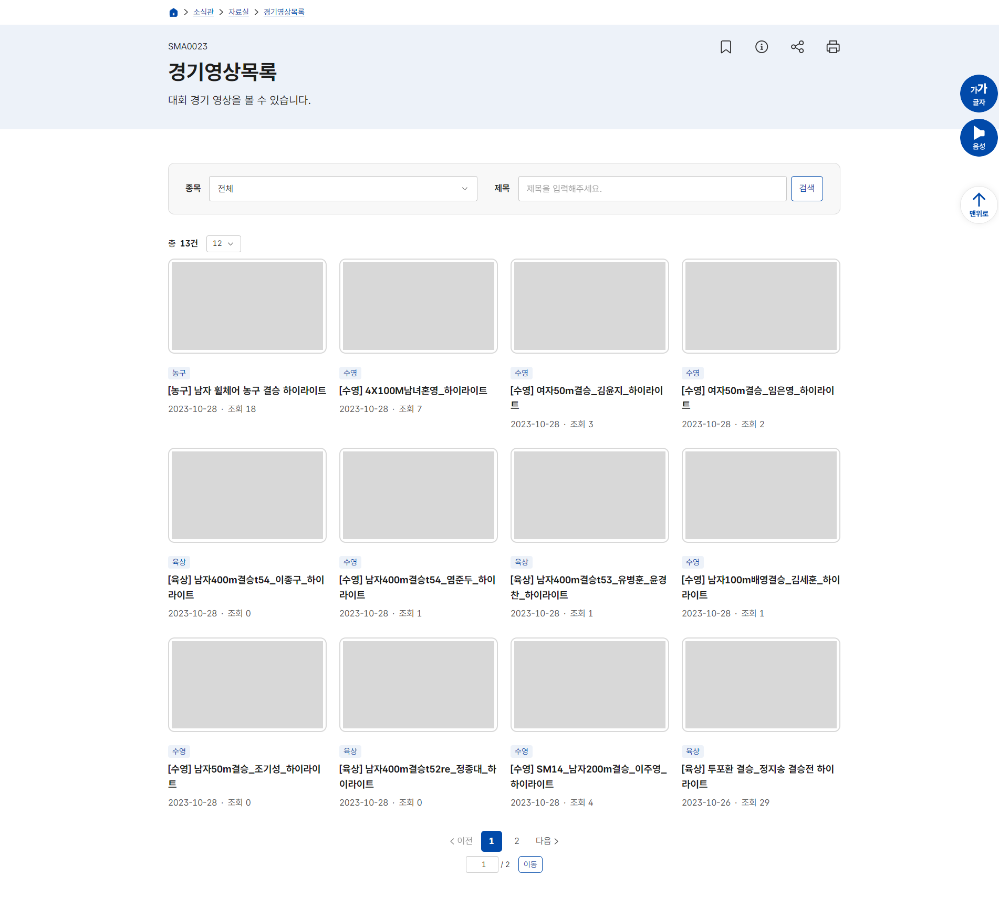 소식관 자료실 경기영상목록
SMA0023
경기영상목록
대회 경기 영상을 볼 수 있습니다.
가가
글자
음성
맨위로
종목 전체 제목 제목을 입력해주세요. 검색
총 13건 12
농구
[농구] 남자 휠체어 농구 결승 하이라이트
2023-10-28 · 조회 18
수영
[수영] 4X100M남녀혼영_하이라이트
2023-10-28 · 조회 7
수영
[수영] 여자50m결승_김윤지_하이라이
트
2023-10-28 · 조회 3
수영
[수영] 여자50m결승_임은영_하이라이
트
2023-10-28 · 조회 2
육상
[육상] 남자400m결승t54_이종구_하이
라이트
2023-10-28 · 조회 0
수영
[수영] 남자400m결승t54_염준두_하이
라이트
2023-10-28 · 조회 1
육상
[육상] 남자400m결승t53_유병훈_윤경
찬_하이라이트
2023-10-28 · 조회 1
수영
[수영] 남자100m배영결승_김세훈_하이
라이트
2023-10-28 · 조회 1
수영
[수영] 남자50m결승_조기성_하이라이
트
2023-10-28 · 조회 0
육상
[육상] 남자400m결승t52re_정종대_하
이라이트
2023-10-28 · 조회 0
수영
[수영] SM14_남자200m결승_이주영_
하이라이트
2023-10-28 · 조회 4
육상
[육상] 투포환 결승_정지송 결승전 하이
라이트
2023-10-26 · 조회 29
이전 1 2 다음
1 / 2 이동